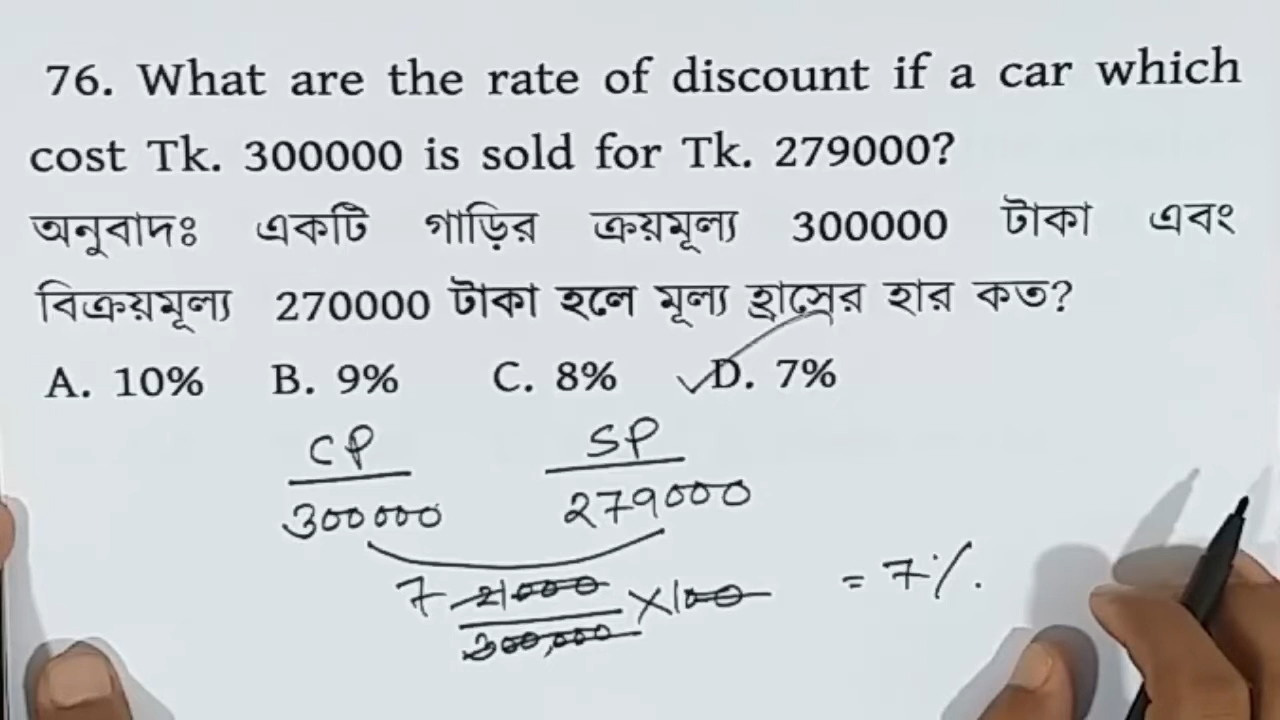 76. What are the rate of discount if a car which
cost Tk. 300000 is sold for Tk. 279000?
অনুবাদঃ একটি গাড়ির ক্রয়মূল্য 300000 টাকা এবং
বিক্রয়মূল্য 270000 টাকা হলে মূল্য হ্রাসের হার কত?
A. 10% B. 9% C. 8% ✓D. 7%
CP SP
300000 279000
7 21000 × 100 = 7%.
300,000